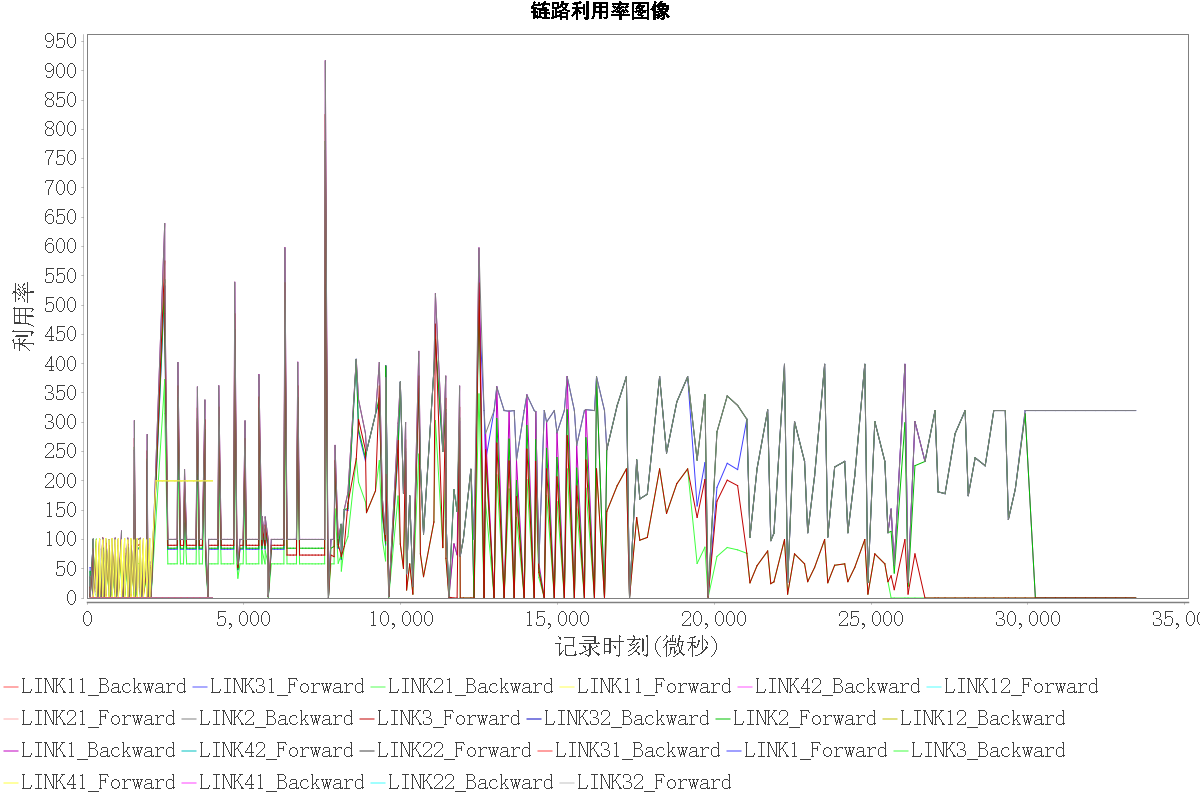 链路利用率图像
950
900
850
800
750
700
650
600
550
500
450
400
350
300
250
200
150
100
50
0
利用率
0 5,000 10,000 15,000 20,000 25,000 30,000 35,0
记录时刻(微秒)
LINK11_Backward LINK31_Forward LINK21_Backward LINK11_Forward LINK42_Backward LINK12_Forward
LINK21_Forward LINK2_Backward LINK3_Forward LINK32_Backward LINK2_Forward LINK12_Backward
LINK1_Backward LINK42_Forward LINK22_Forward LINK31_Backward LINK1_Forward LINK3_Backward
LINK41_Forward LINK41_Backward LINK22_Backward LINK32_Forward